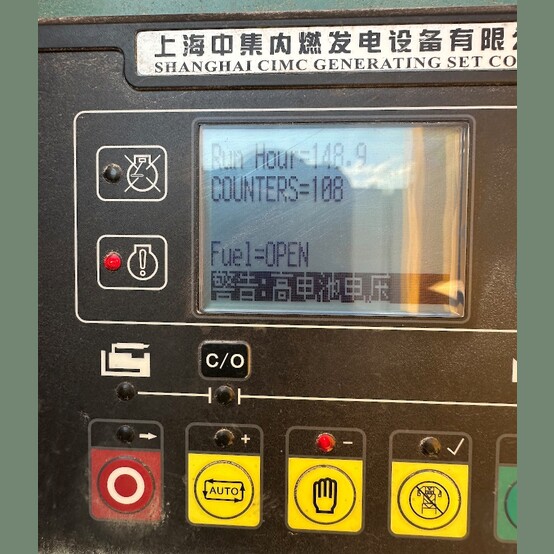 上海中集内燃发电设备有限
SHANGHAI CIMC GENERATING SET CO
Run Hour=148.9
COUNTERS=108
Fuel=OPEN
警告:高电池电压
C/O
+
-
AUTO